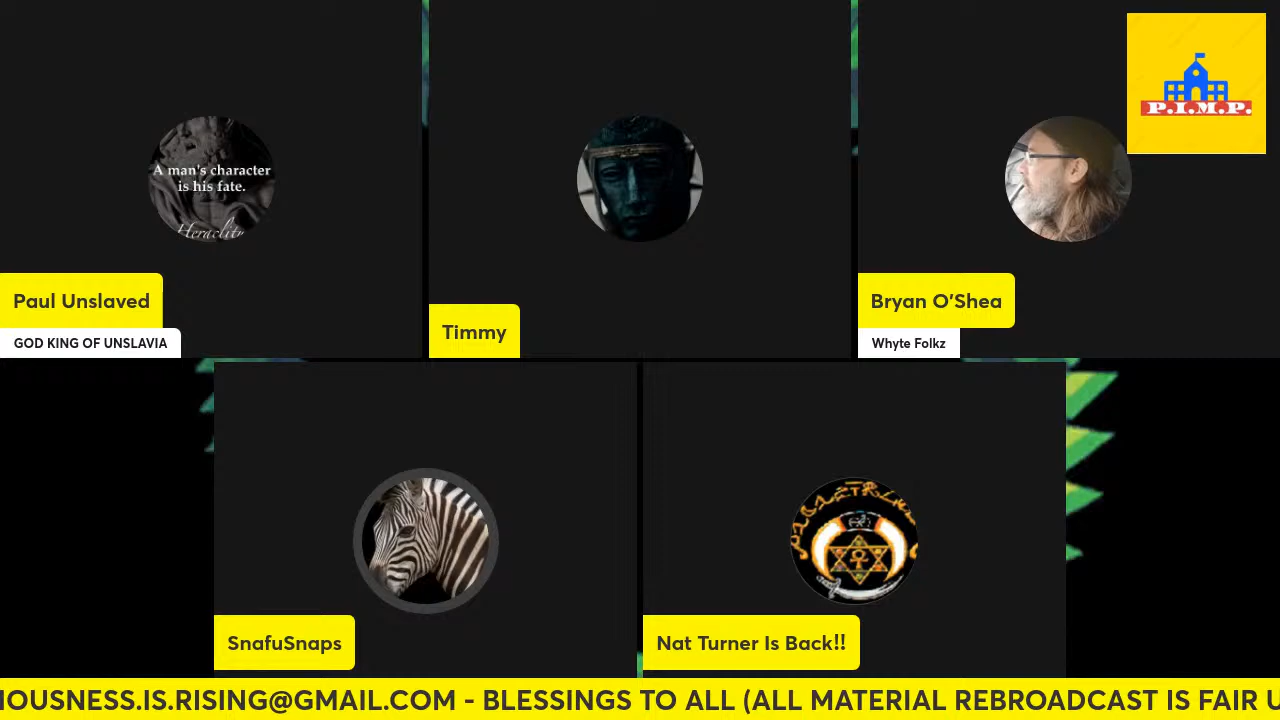 A man's character
is his fate.
Paul Unslaved
GOD KING OF UNSLAVIA
Timmy
Bryan O'Shea
Whyte Folkz
P.I.M.P.
SnafuSnaps
Nat Turner Is Back!!
IOUSNESS.IS.RISING@GMAIL.COM - BLESSINGS TO ALL (ALL MATERIAL REBROADCAST IS FAIR U